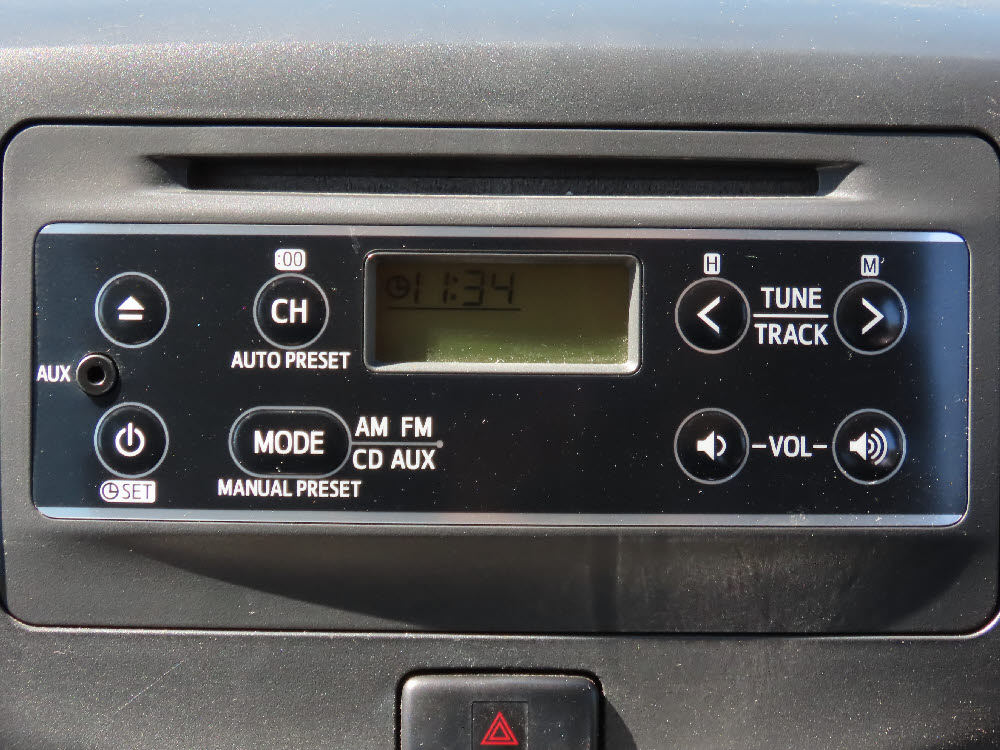 :00
11:34
H
M
CH
TUNE
TRACK
AUTO PRESET
AUX
MODE
AM FM
CD AUX
VOL
SET
MANUAL PRESET